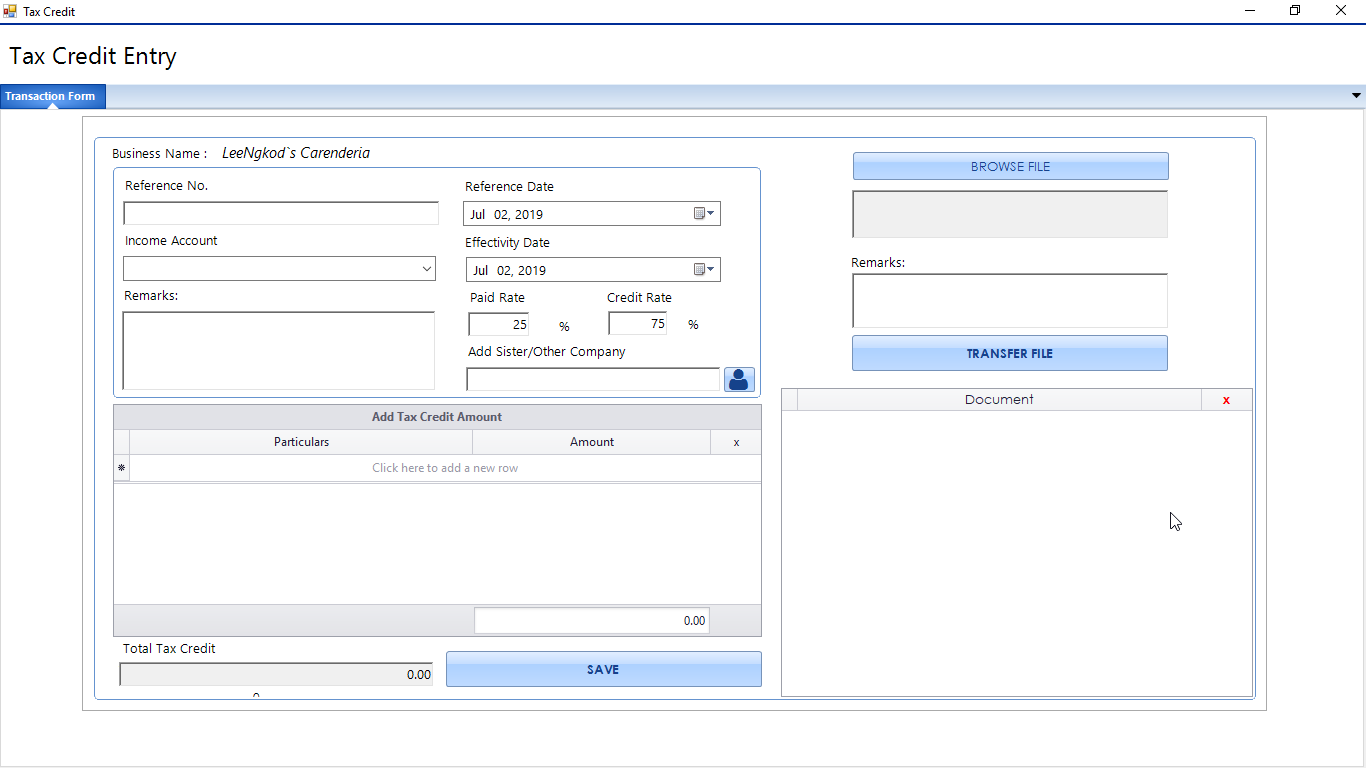 Tax Credit
Tax Credit Entry
Transaction Form
Business Name : LeeNgkod`s Carenderia
Reference No.
Reference Date
Jul 02, 2019
Income Account
Effectivity Date
Jul 02, 2019
Remarks:
Paid Rate
Credit Rate
25 %
75 %
Add Sister/Other Company
Add Tax Credit Amount
Particulars
Amount
x
Click here to add a new row
0.00
Total Tax Credit
0.00
SAVE
BROWSE FILE
Remarks:
TRANSFER FILE
Document
x